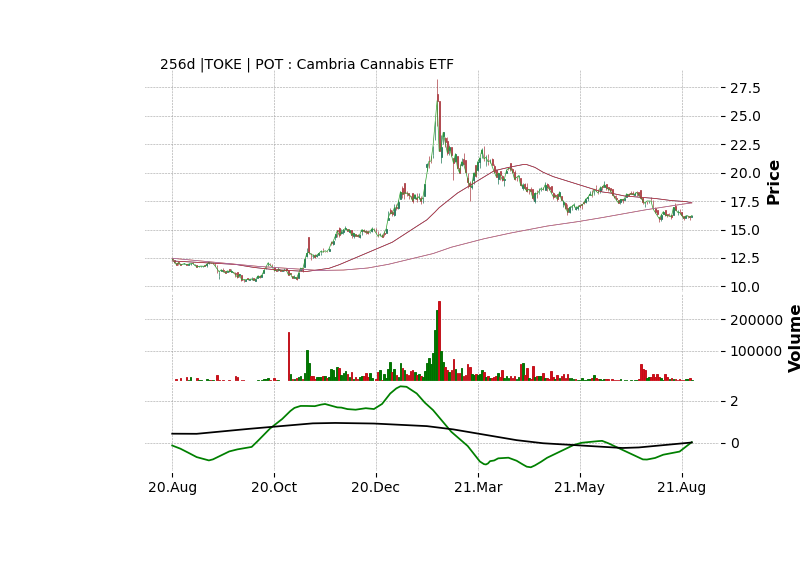 256d |TOKE | POT : Cambria Cannabis ETF
27.5
25.0
22.5
20.0
17.5
15.0
12.5
10.0
Price
200000
100000
Volume
2
0
20.Aug
20.Oct
20.Dec
21.Mar
21.May
21.Aug